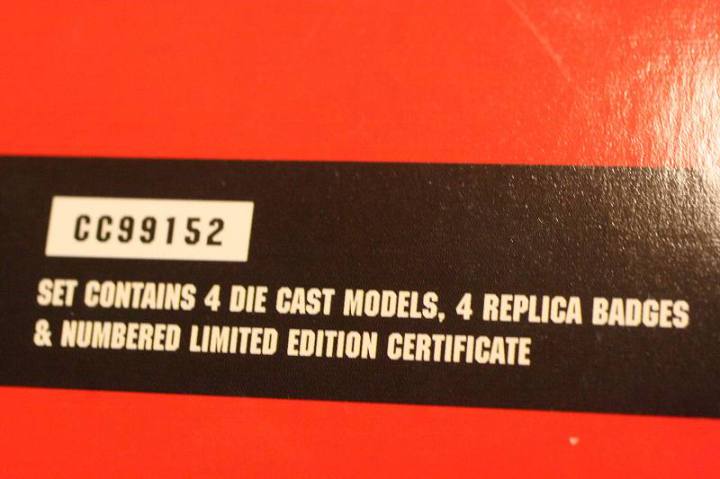 CC99152
SET CONTAINS 4 DIE CAST MODELS, 4 REPLICA BADGES
& NUMBERED LIMITED EDITION CERTIFICATE